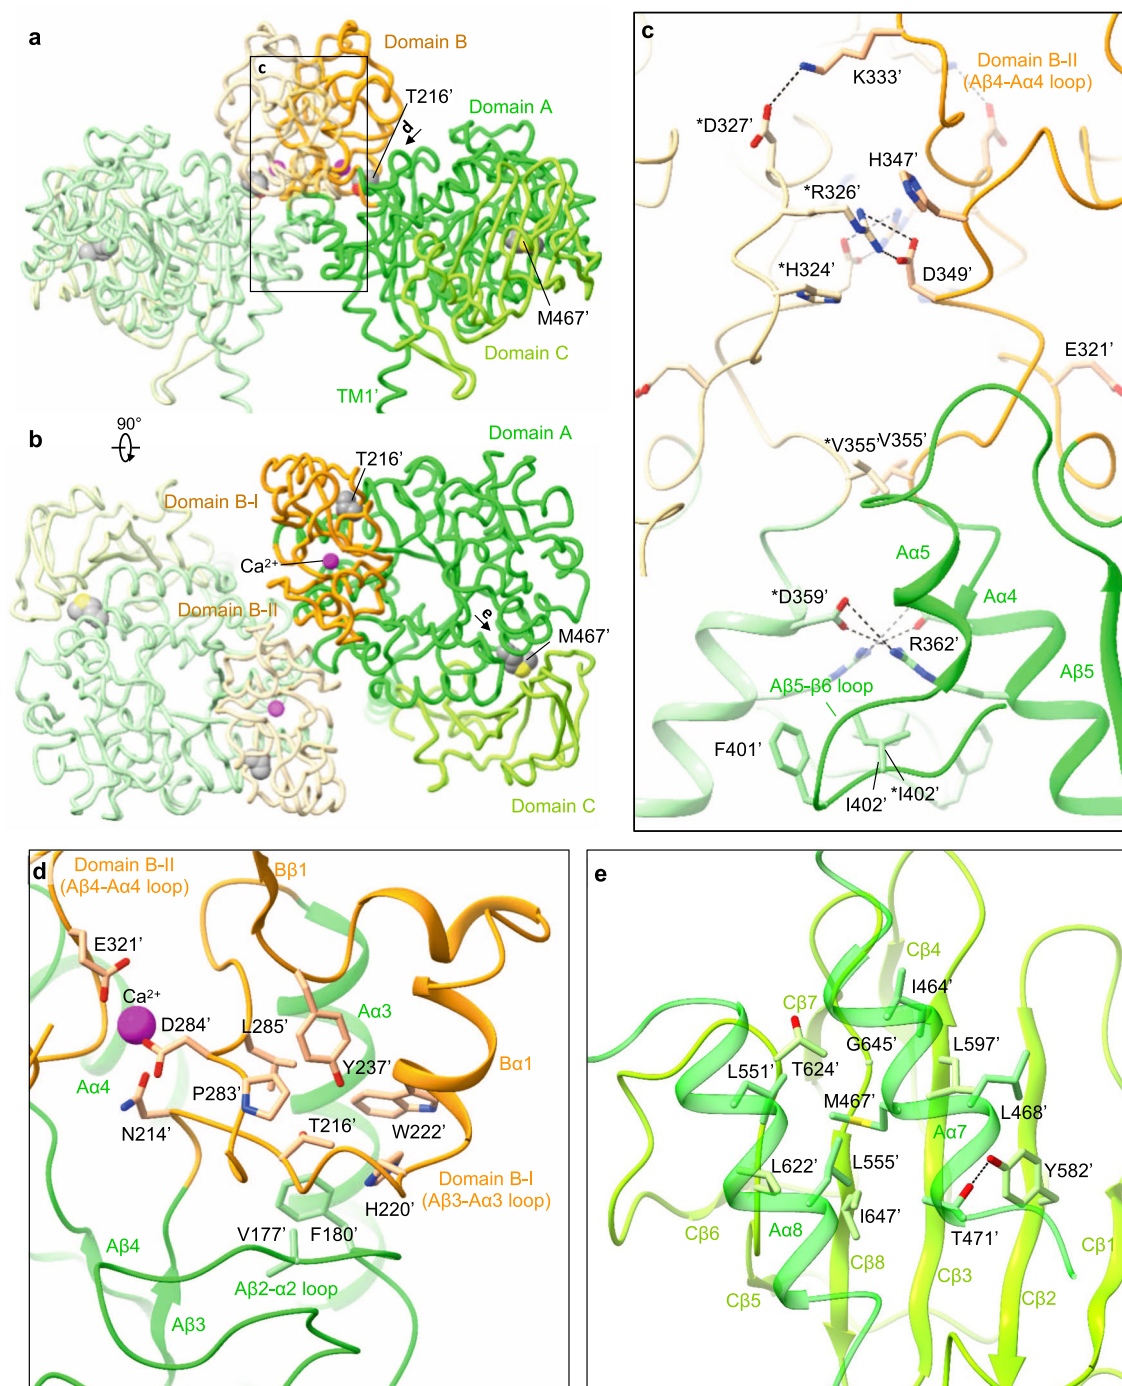 a
Domain B
c
T216’
d
Domain A
M467’
Domain C
TM1’
90°
b
Domain A
T216’
Domain B-I
Ca2+
Domain B-II
e
M467’
Domain C
c
Domain B-II
(Aβ4-Aα4 loop)
K333’
*D327’
H347’
*R326’
*H324’
D349’
E321’
*V355’
V355’
Aα5
*D359’
Aα4
R362’
Aβ5-β6 loop
Aβ5
F401’
I402’
*I402’
d
Domain B-II
(Aβ4-Aα4 loop)
Bβ1
E321’
Ca2+
D284’
L285’
Aα3
Y237’
Bα1
Aα4
P283’
N214’
T216’
W222’
Domain B-I
(Aβ3-Aα3 loop)
H220’
V177’
F180’
Aβ4
Aβ2-α2 loop
Aβ3
e
Cβ4
Cβ7
I464’
G645’
L597’
L551’
T624’
M467’
L468’
Aα7
L622’
L555’
Y582’
I647’
Cβ6
Aα8
T471’
Cβ1
Cβ5
Cβ8
Cβ3
Cβ2